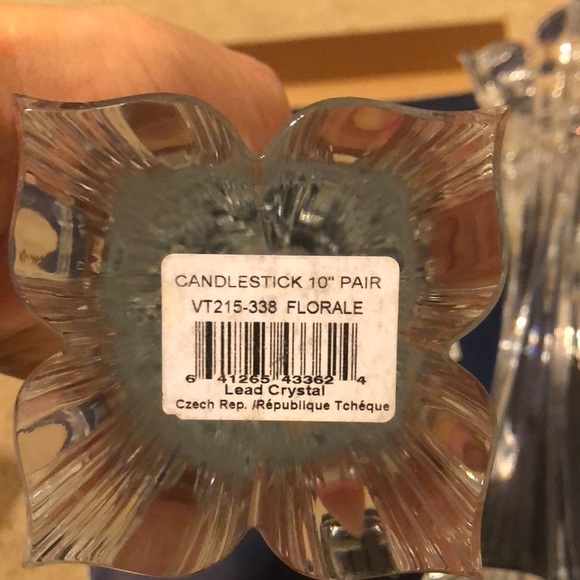 CANDLESTICK 10" PAIR
VT215-338 FLORALE
6 41265 43362 4
Lead Crystal
Czech Rep. /République Tchéque